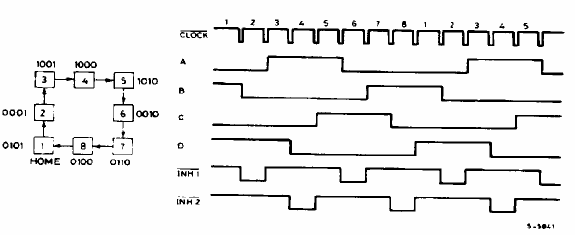 1 2 3 4 5 6 7 8 1 2 3 4 5
CLOCK
A
B
C
D
INH 1
INH 2
1001 1000
3 4 5 1010
0001 2 6 0010
0101 1 8 7
HOME 0100 0110
S-5841